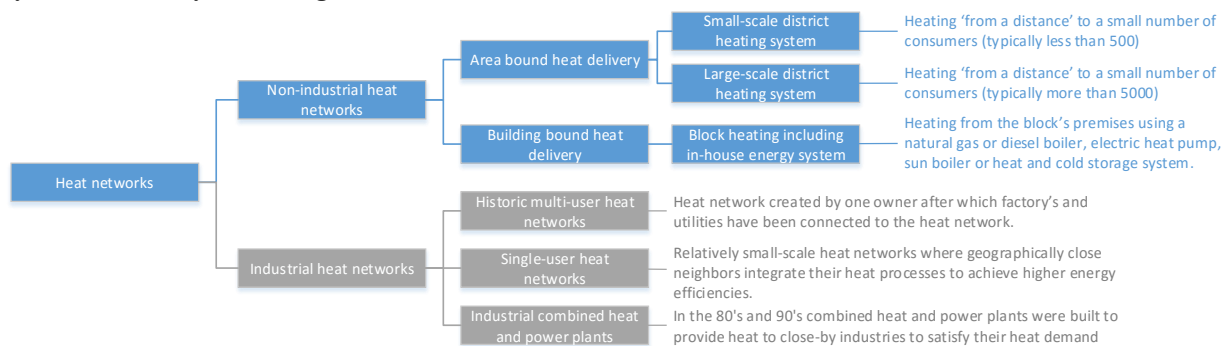 Small-scale district
heating system
Heating ‘from a distance’ to a small number of
consumers (typically less than 500)
Area bound heat delivery
Large-scale district
heating system
Heating ‘from a distance’ to a small number of
consumers (typically more than 5000)
Non-industrial heat
networks
Building bound heat
delivery
Block heating including
in-house energy system
Heating from the block’s premises using a
natural gas or diesel boiler, electric heat pump,
sun boiler or heat and cold storage system.
Heat networks
Historic multi-user heat
networks
Heat network created by one owner after which factory’s and
utilities have been connected to the heat network.
Industrial heat networks
Single-user heat
networks
Relatively small-scale heat networks where geographically close
neighbors integrate their heat processes to achieve higher energy
efficiencies.
Industrial combined heat
and power plants
In the 80's and 90's combined heat and power plants were built to
provide heat to close-by industries to satisfy their heat demand